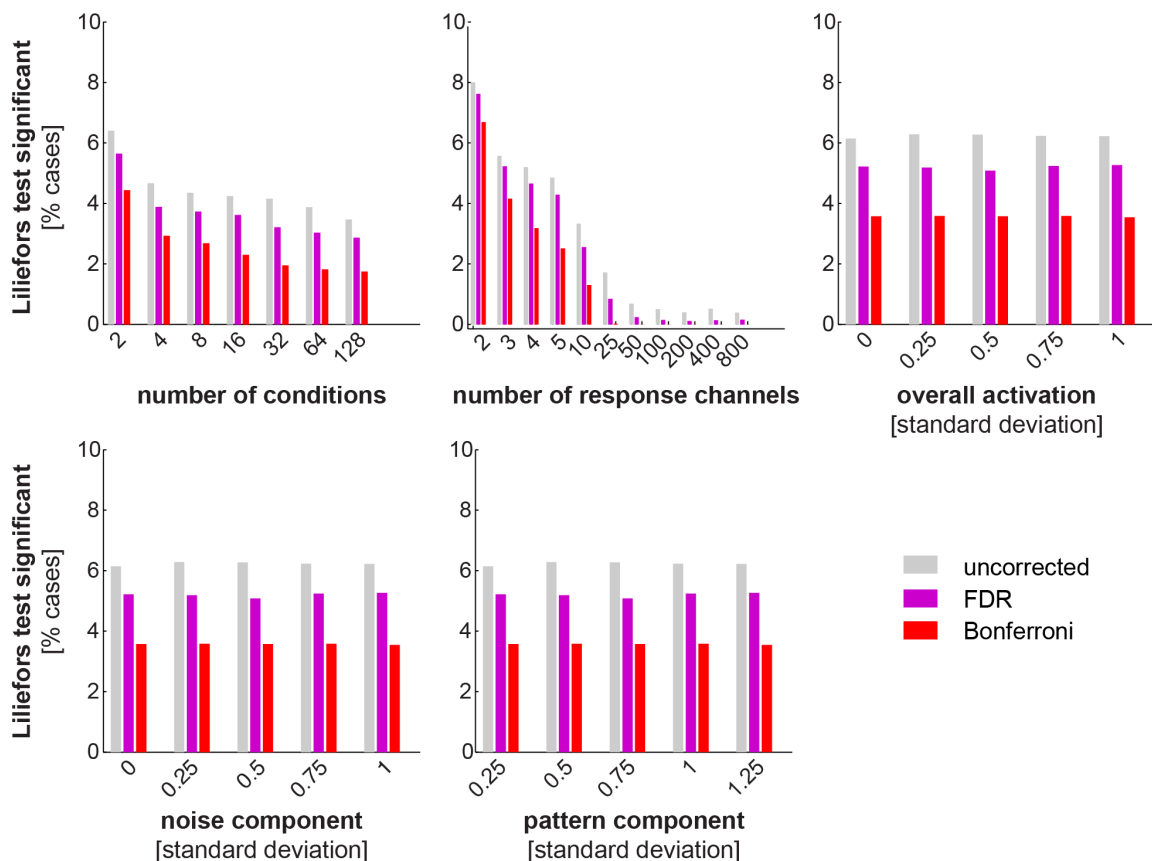 Liliefors test significant
[% cases]
10
8
6
4
2
0
2 4 8 16 32 64 128
number of conditions
10
8
6
4
2
0
2 3 4 5 10 25 50 100 200 400 800
number of response channels
10
8
6
4
2
0
0 0.25 0.5 0.75 1
overall activation
[standard deviation]
Liliefors test significant
[% cases]
10
8
6
4
2
0
0 0.25 0.5 0.75 1
noise component
[standard deviation]
10
8
6
4
2
0
0.25 0.5 0.75 1 1.25
pattern component
[standard deviation]
uncorrected
FDR
Bonferroni